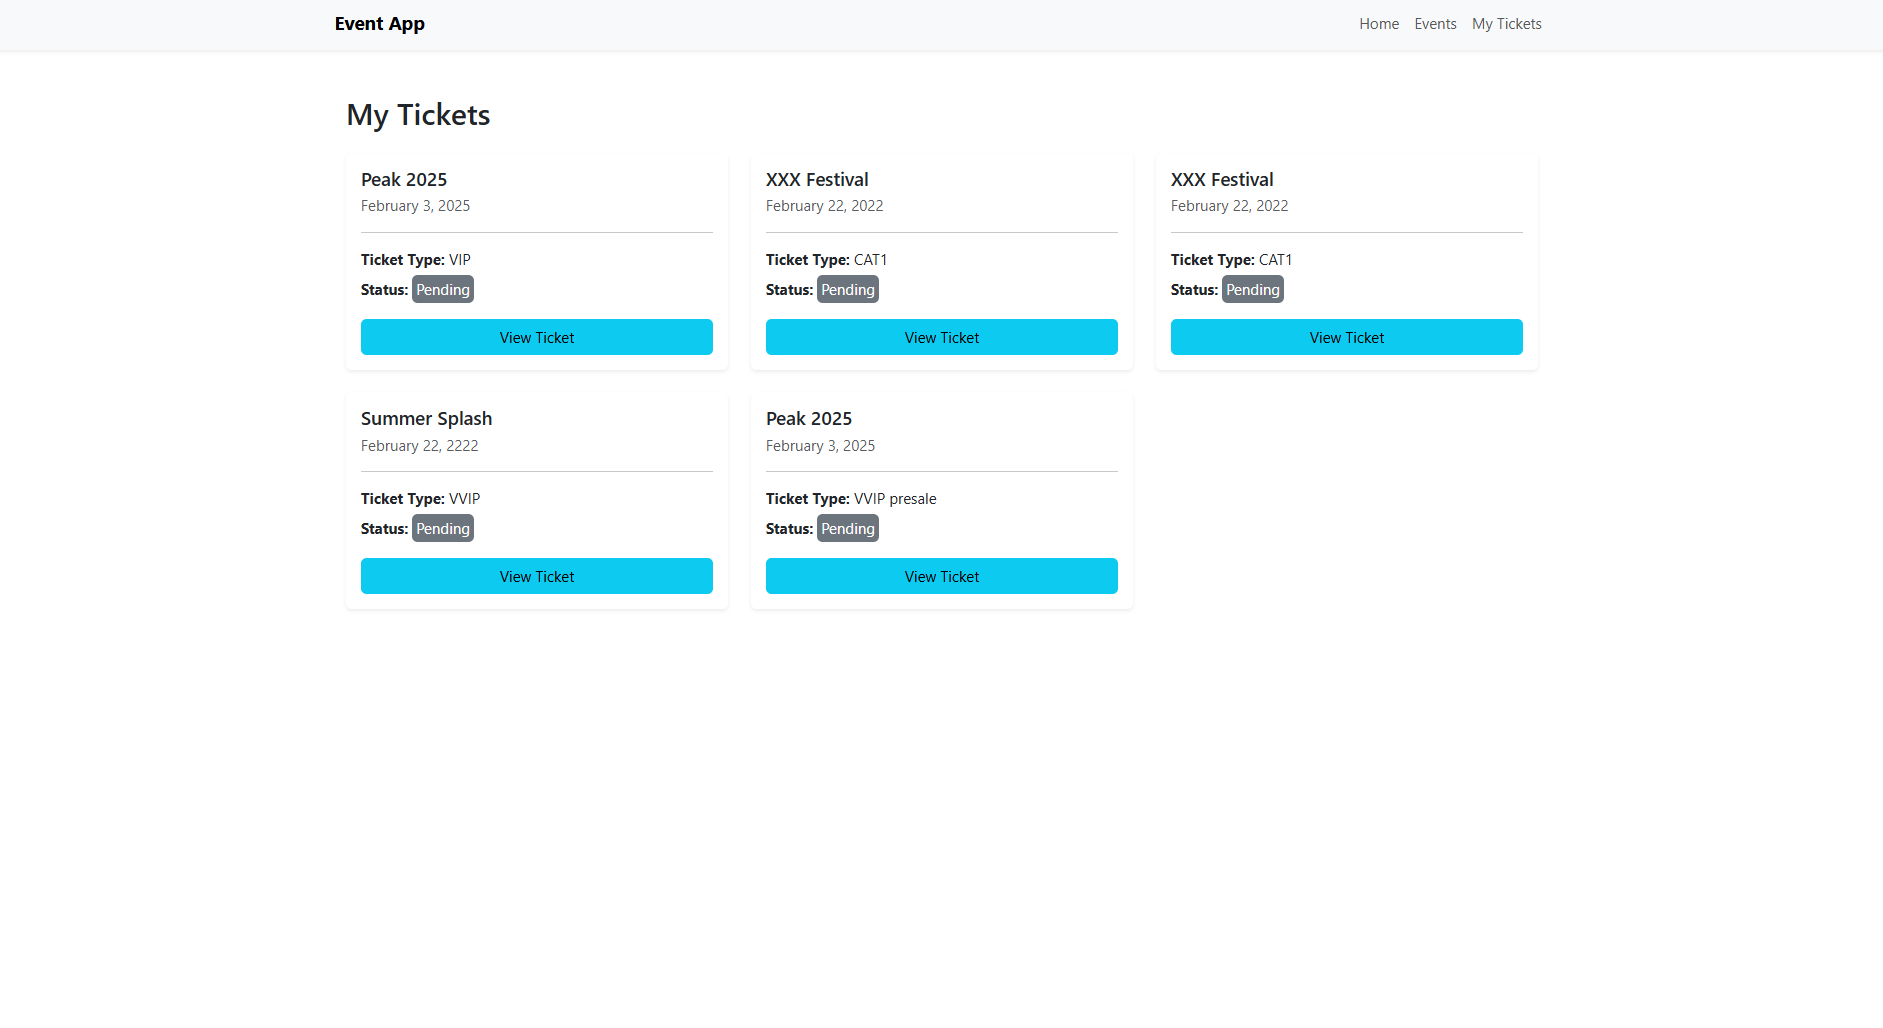 Event App
Home Events My Tickets
My Tickets
Peak 2025
February 3, 2025
Ticket Type: VIP
Status: Pending
View Ticket
XXX Festival
February 22, 2022
Ticket Type: CAT1
Status: Pending
View Ticket
XXX Festival
February 22, 2022
Ticket Type: CAT1
Status: Pending
View Ticket
Summer Splash
February 22, 2222
Ticket Type: VVIP
Status: Pending
View Ticket
Peak 2025
February 3, 2025
Ticket Type: VVIP presale
Status: Pending
View Ticket